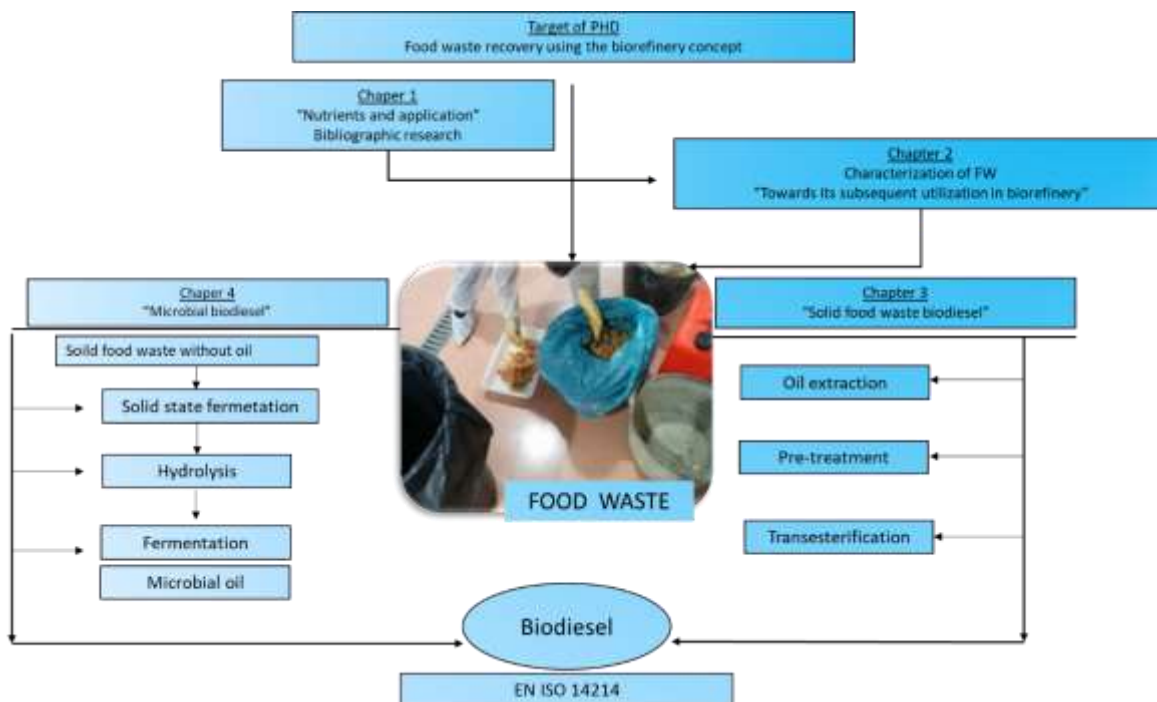 Target of PHD
Food waste recovery using the biorefinery concept
Chaper 1
"Nutrients and application"
Bibliographic research
Chapter 2
Characterization of FW
"Towards its subsequent utilization in biorefinery"
Chaper 4
"Microbial biodiesel"
Soild food waste without oil
Solid state fermetation
Hydrolysis
Fermentation
Microbial oil
FOOD WASTE
Chapter 3
"Solid food waste biodiesel"
Oil extraction
Pre-treatment
Transesterification
Biodiesel
EN ISO 14214